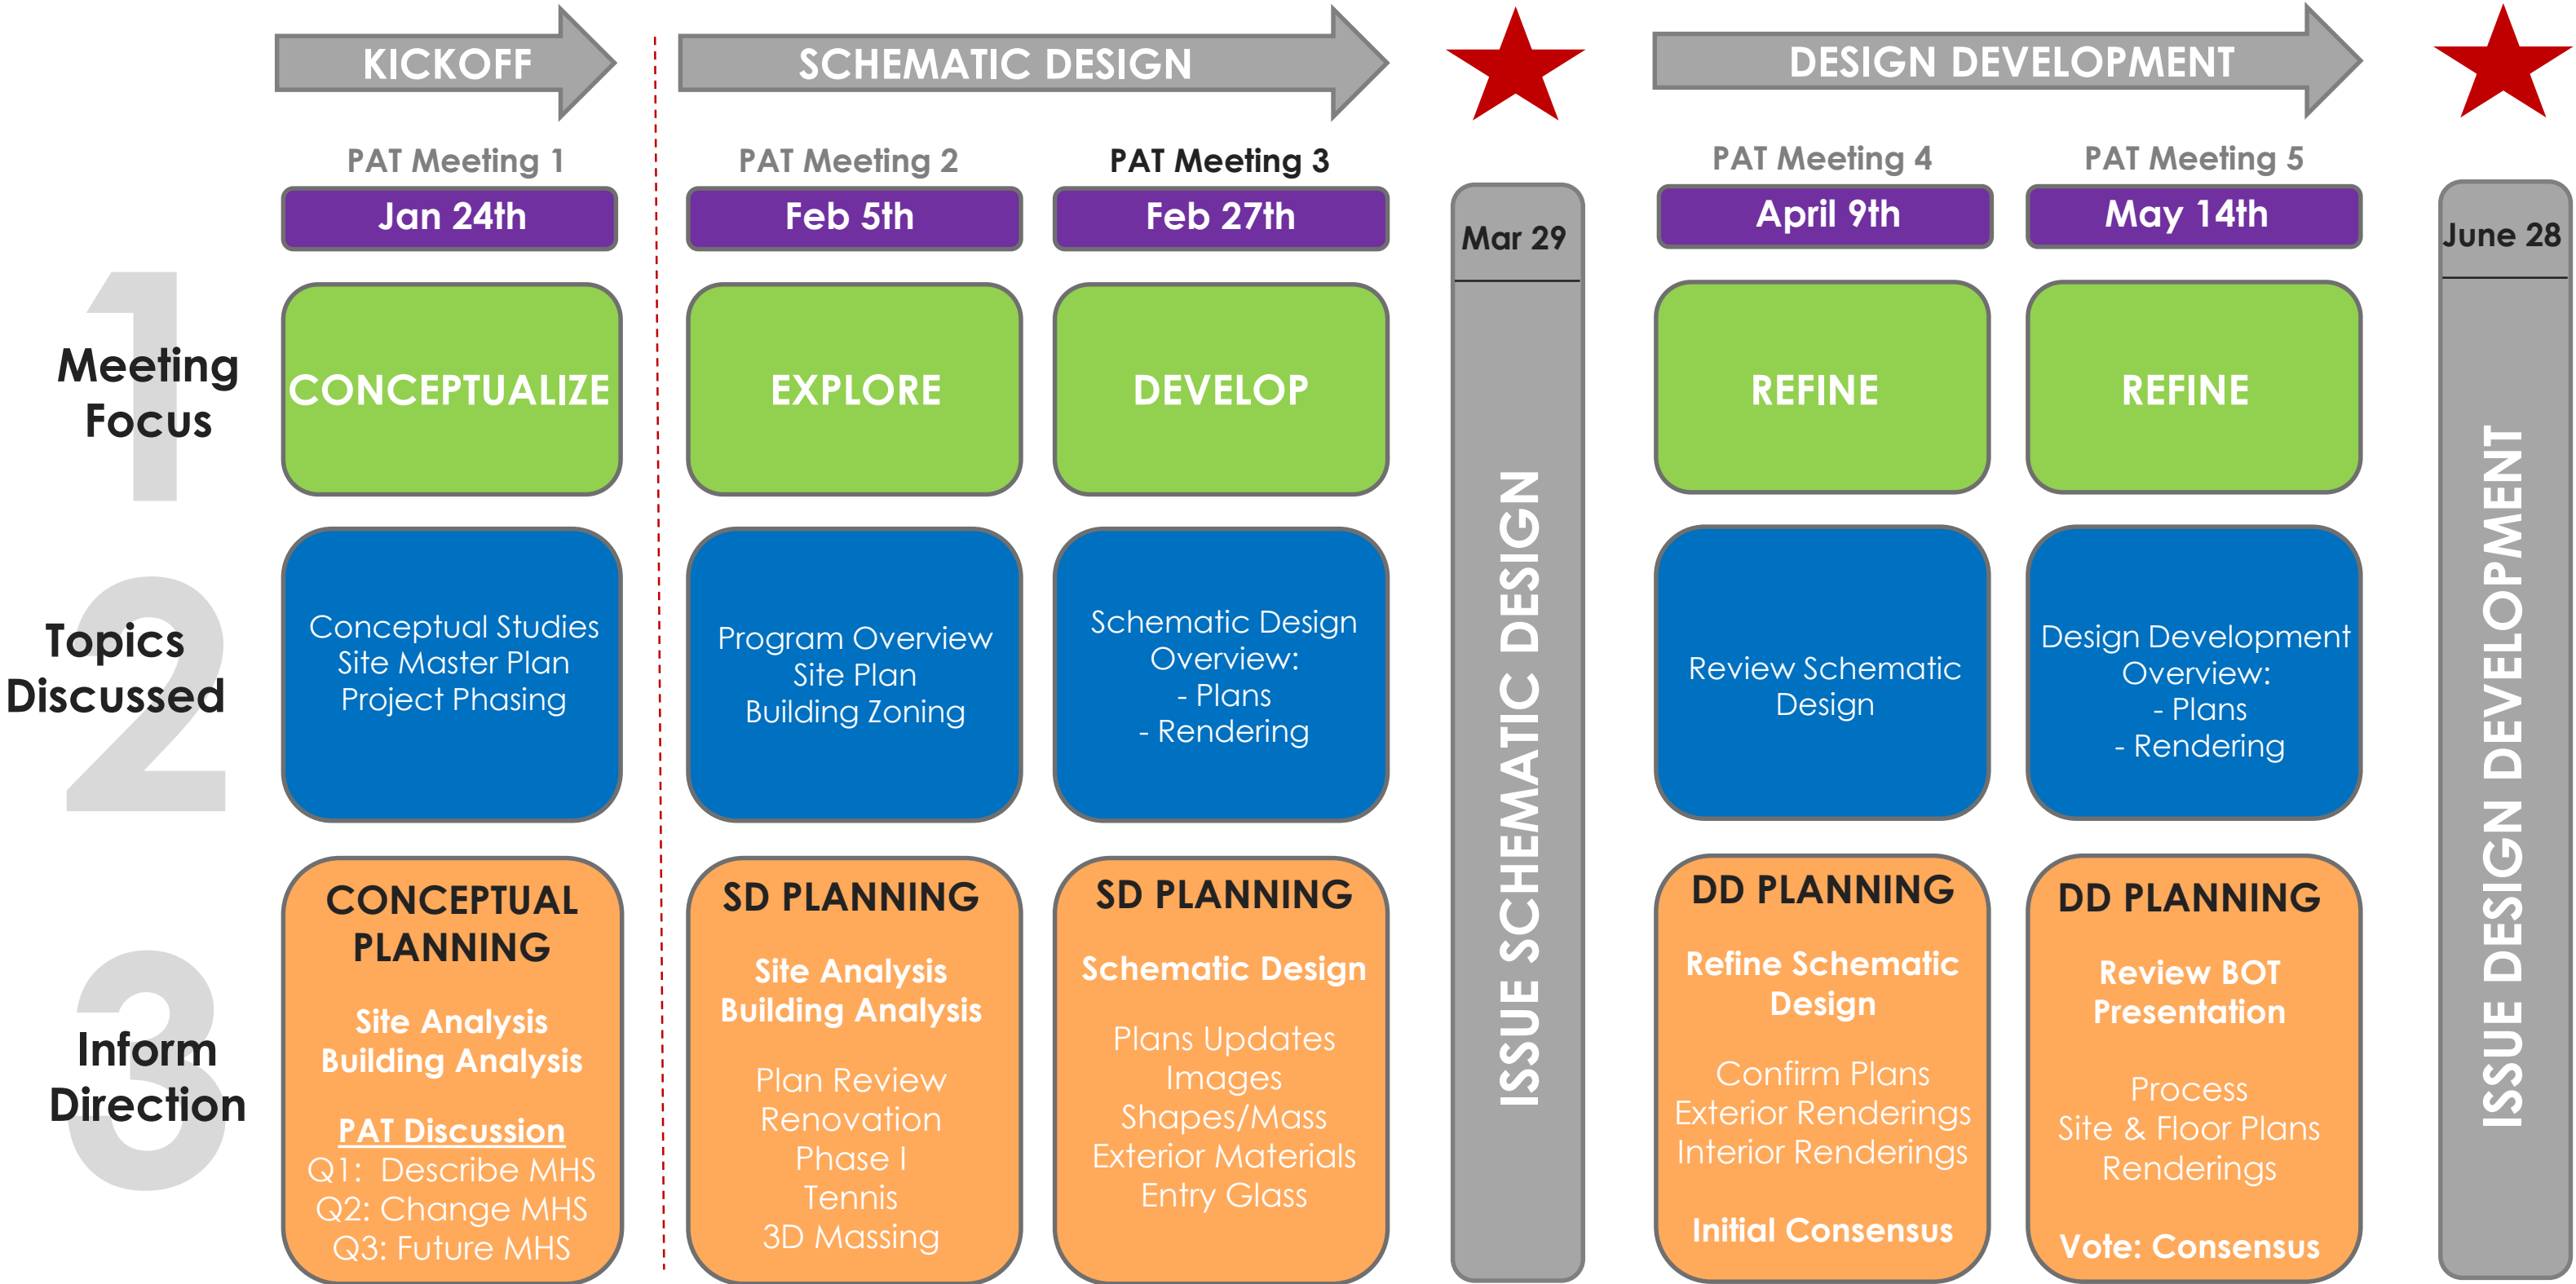 KICKOFF
SCHEMATIC DESIGN
DESIGN DEVELOPMENT
PAT Meeting 1
PAT Meeting 2
PAT Meeting 3
PAT Meeting 4
PAT Meeting 5
Jan 24th
Feb 5th
Feb 27th
Mar 29
April 9th
May 14th
June 28
1
Meeting
Focus
CONCEPTUALIZE
EXPLORE
DEVELOP
REFINE
REFINE
2
Topics
Discussed
Conceptual Studies
Site Master Plan
Project Phasing
Program Overview
Site Plan
Building Zoning
Schematic Design
Overview:
- Plans
- Rendering
Review Schematic
Design
Design Development
Overview:
- Plans
- Rendering
3
Inform
Direction
CONCEPTUAL
PLANNING
Site Analysis
Building Analysis
PAT Discussion
Q1:  Describe MHS
Q2: Change MHS
Q3: Future MHS
SD PLANNING
Site Analysis
Building Analysis
Plan Review
Renovation
Phase I
Tennis
3D Massing
SD PLANNING
Schematic Design
Plans Updates
Images
Shapes/Mass
Exterior Materials
Entry Glass
ISSUE SCHEMATIC DESIGN
DD PLANNING
Refine Schematic
Design
Confirm Plans
Exterior Renderings
Interior Renderings
Initial Consensus
DD PLANNING
Review BOT
Presentation
Process
Site & Floor Plans
Renderings
Vote: Consensus
ISSUE DESIGN DEVELOPMENT